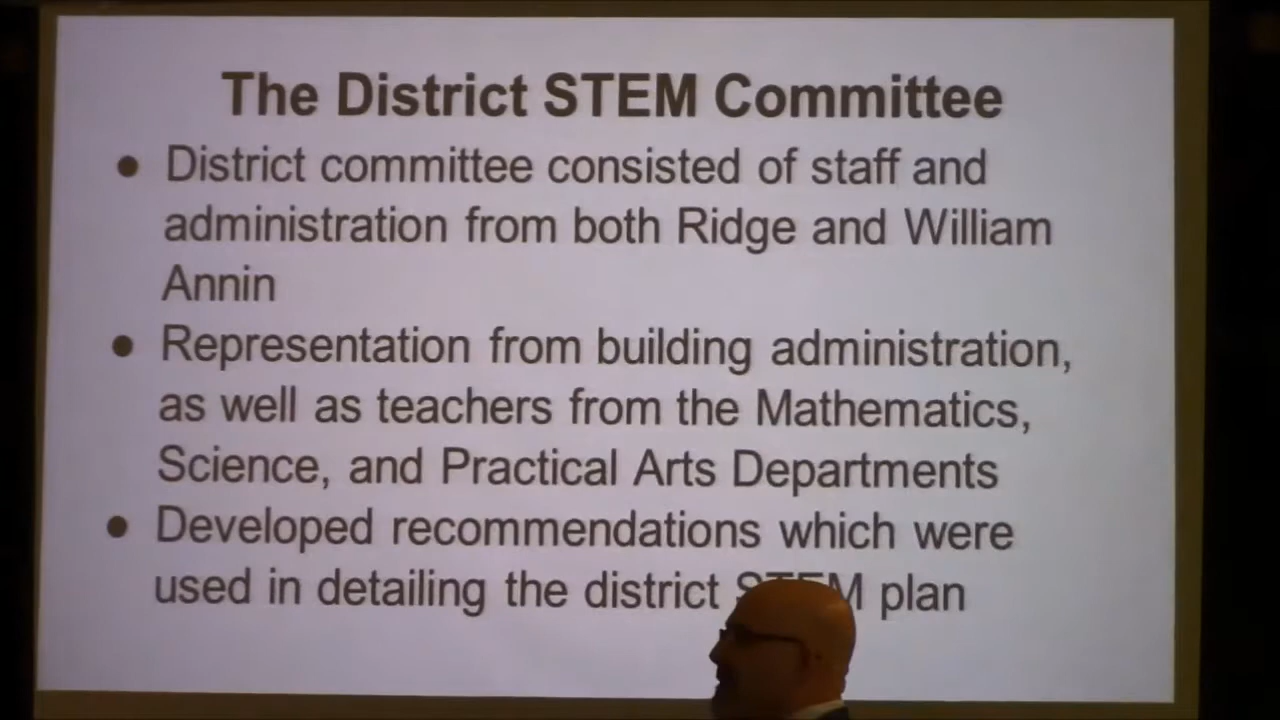 The District STEM Committee
● District committee consisted of staff and
administration from both Ridge and William
Annin
● Representation from building administration,
as well as teachers from the Mathematics,
Science, and Practical Arts Departments
● Developed recommendations which were
used in detailing the district STEM plan